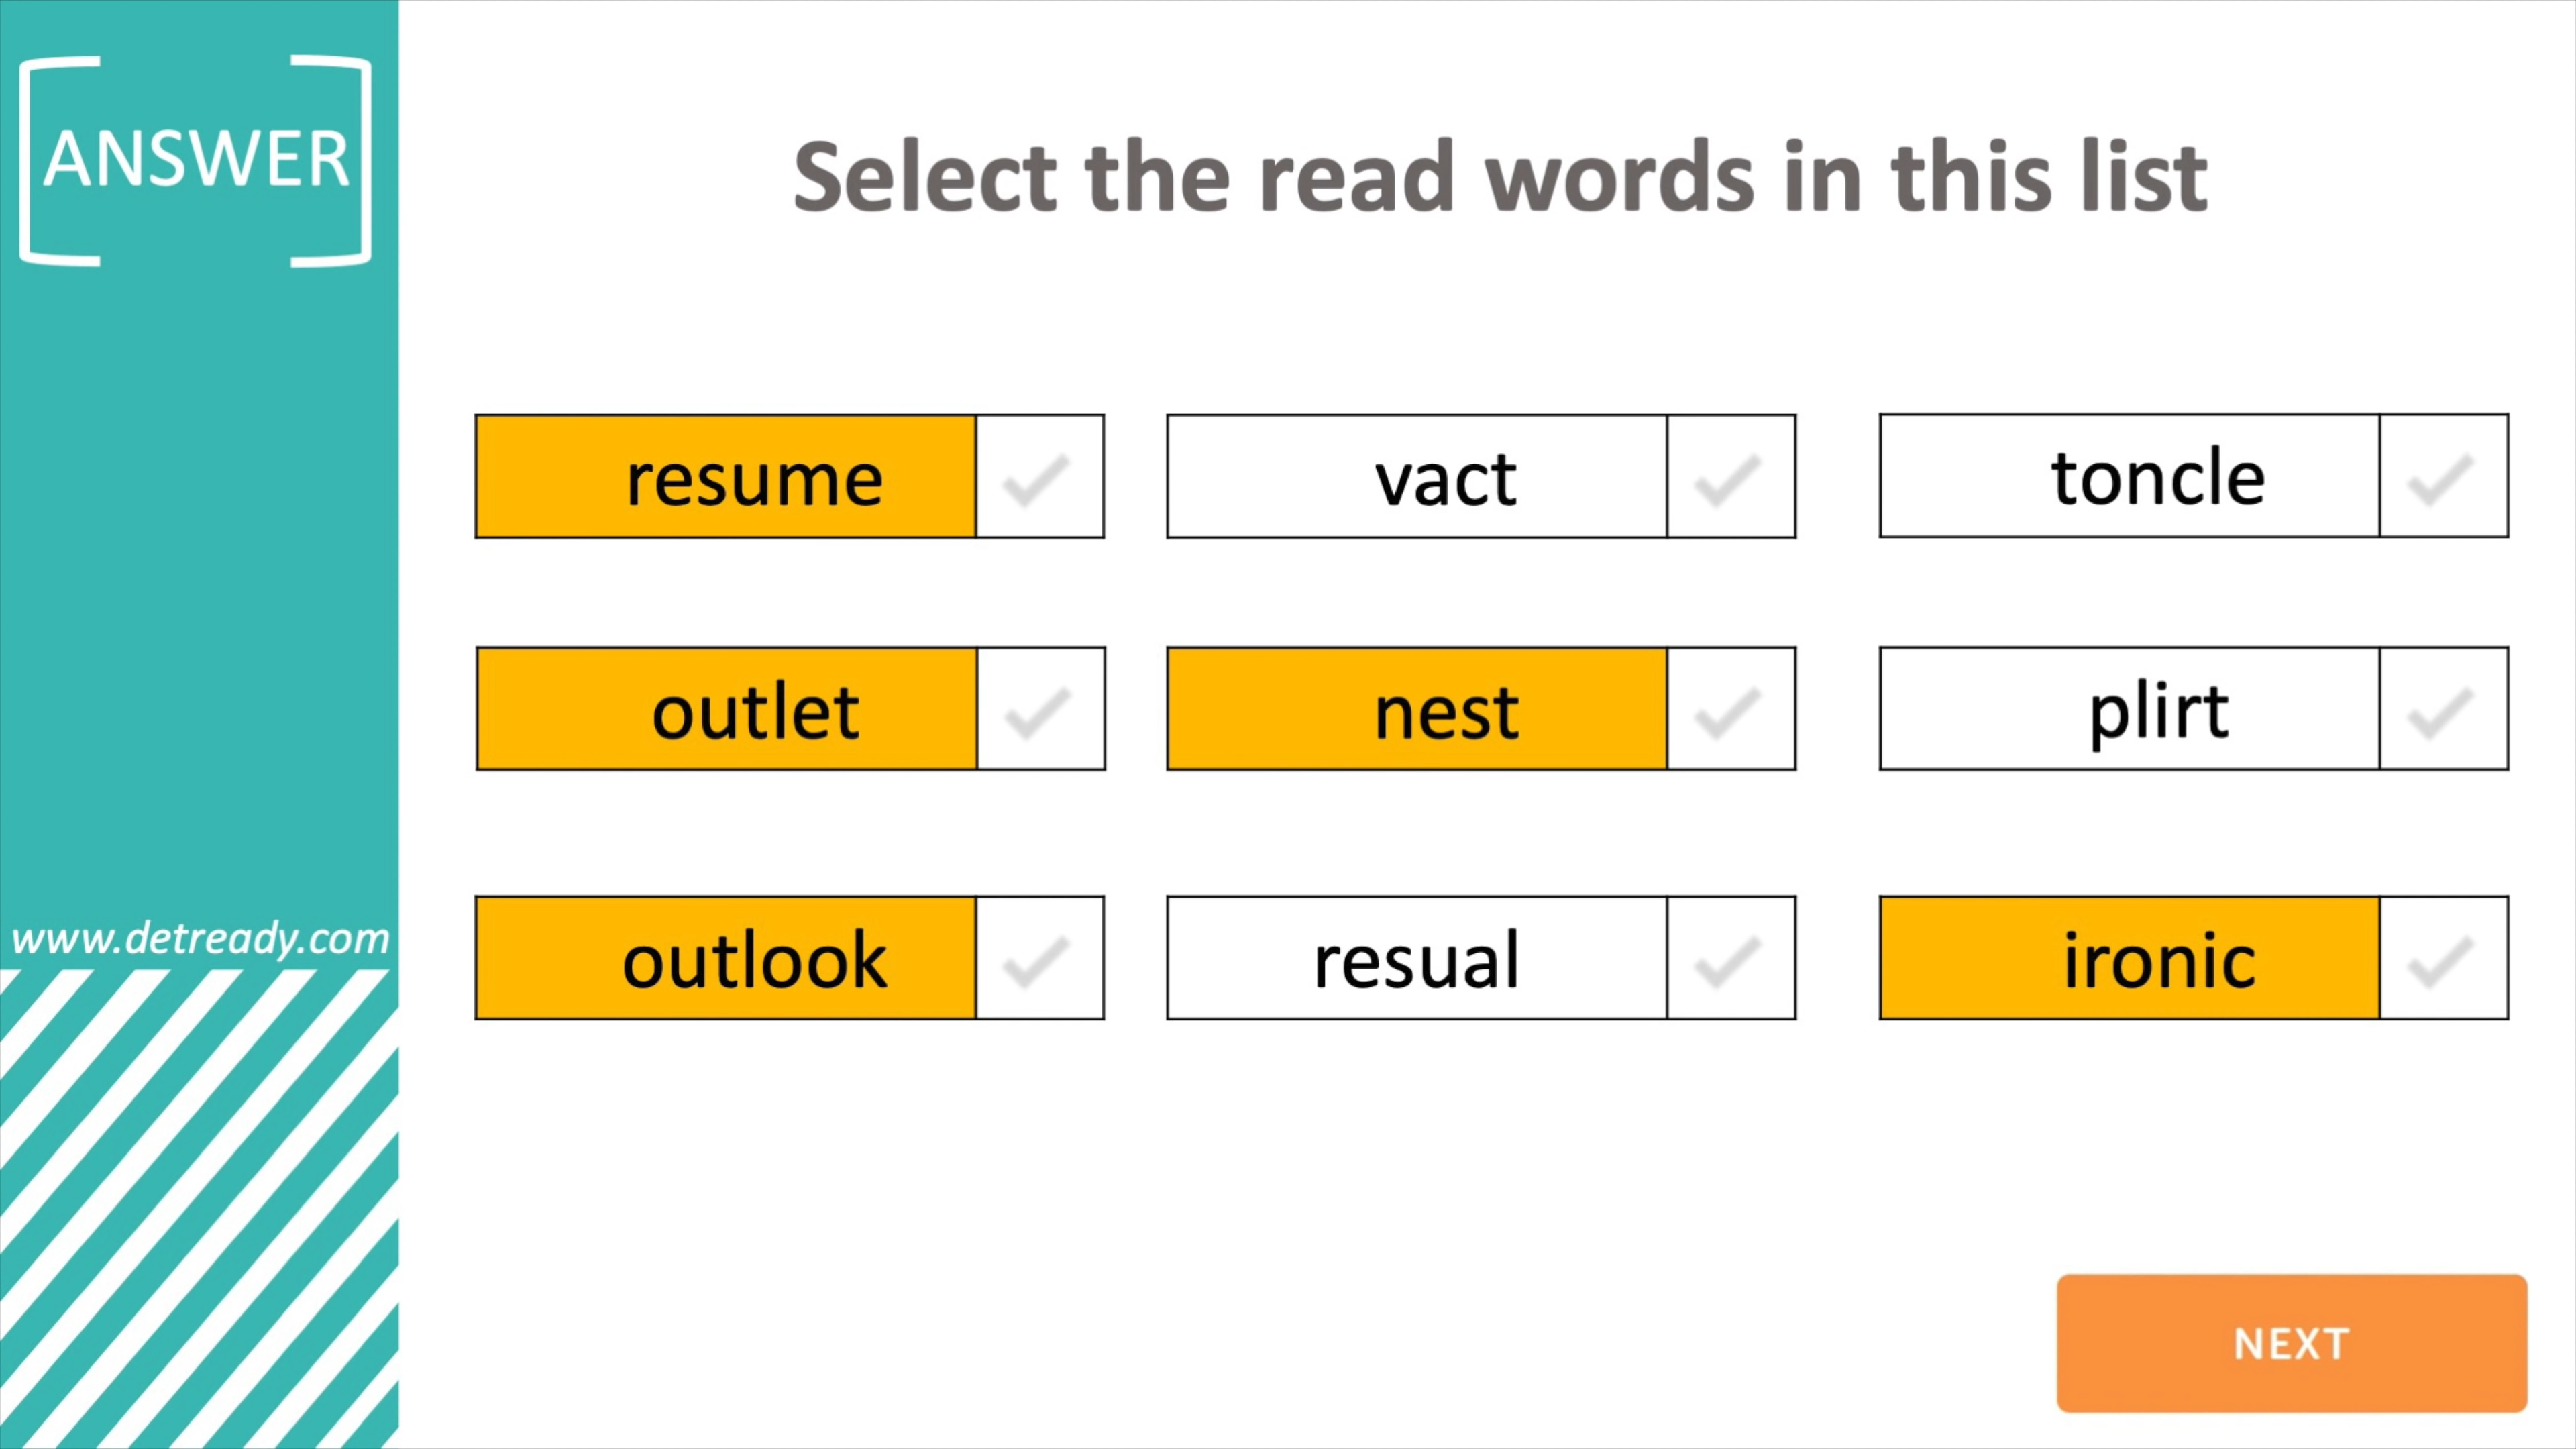 ANSWER
Select the read words in this list
resume vact toncle
outlet nest plirt
outlook resual ironic
www.detready.com
NEXT